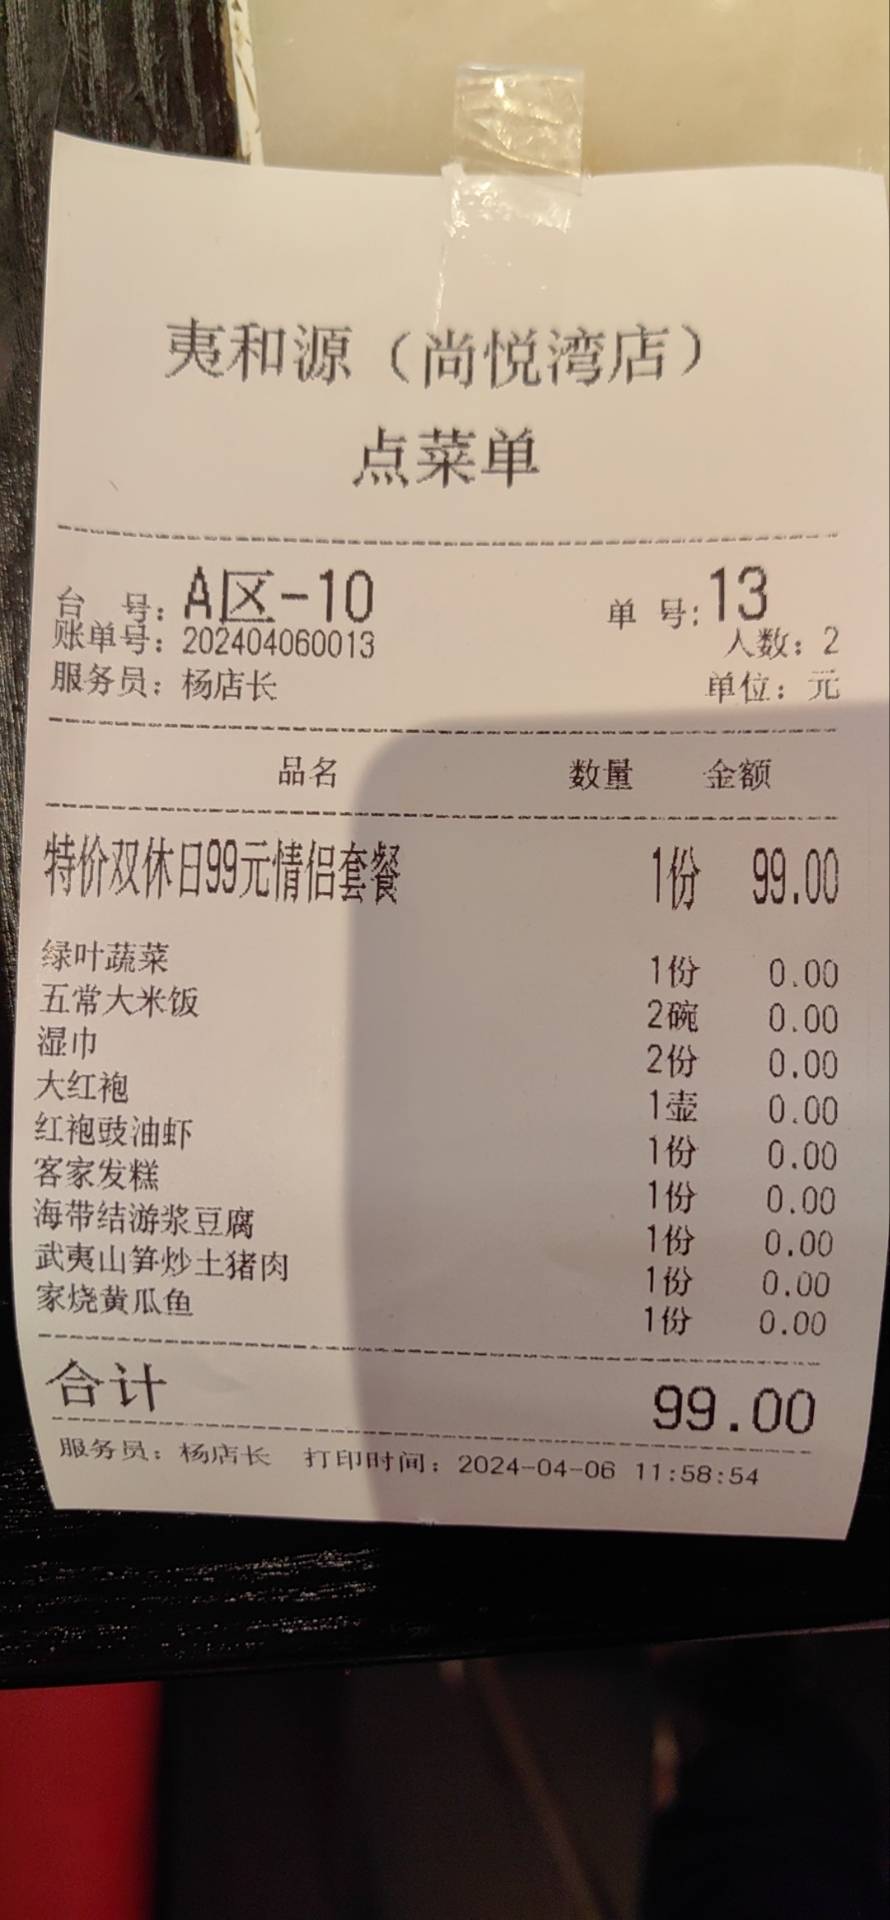 夷和源（尚悦湾店）
点菜单
台 号：A区-10 单 号：13
账单号：202404060013 人数：2
服务员：杨店长 单位：元
品名 数量 金额
特价双休日99元情侣套餐 1份 99.00
绿叶蔬菜 1份 0.00
五常大米饭 2碗 0.00
湿巾 2份 0.00
大红袍 1壶 0.00
红袍豉油虾 1份 0.00
客家发糕 1份 0.00
海带结游浆豆腐 1份 0.00
武夷山笋炒土猪肉 1份 0.00
家烧黄瓜鱼 1份 0.00
合计 99.00
服务员：杨店长 打印时间：2024-04-06 11:58:54